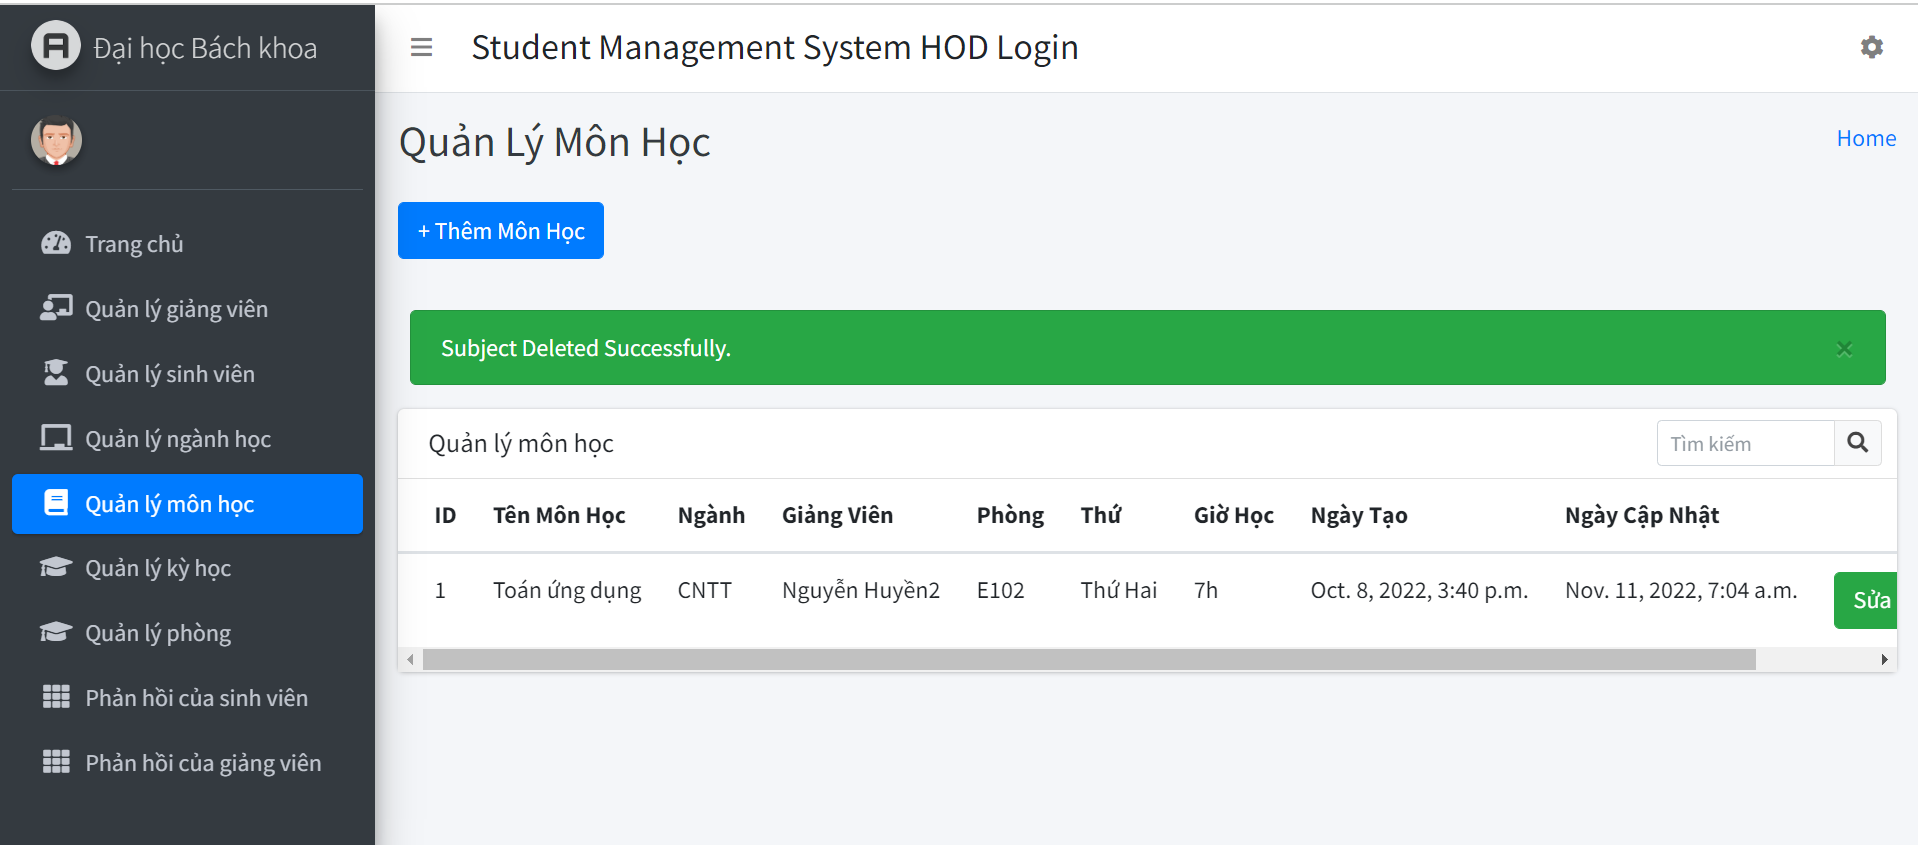 Đại học Bách khoa
Student Management System HOD Login
Quản Lý Môn Học
Home
+ Thêm Môn Học
Trang chủ
Quản lý giảng viên
Quản lý sinh viên
Quản lý ngành học
Quản lý môn học
Quản lý kỳ học
Quản lý phòng
Phản hồi của sinh viên
Phản hồi của giảng viên
Subject Deleted Successfully.
×
Quản lý môn học
Tìm kiếm
ID Tên Môn Học Ngành Giảng Viên Phòng Thứ Giờ Học Ngày Tạo Ngày Cập Nhật
1 Toán ứng dụng CNTT Nguyễn Huyền2 E102 Thứ Hai 7h Oct. 8, 2022, 3:40 p.m. Nov. 11, 2022, 7:04 a.m. Sửa